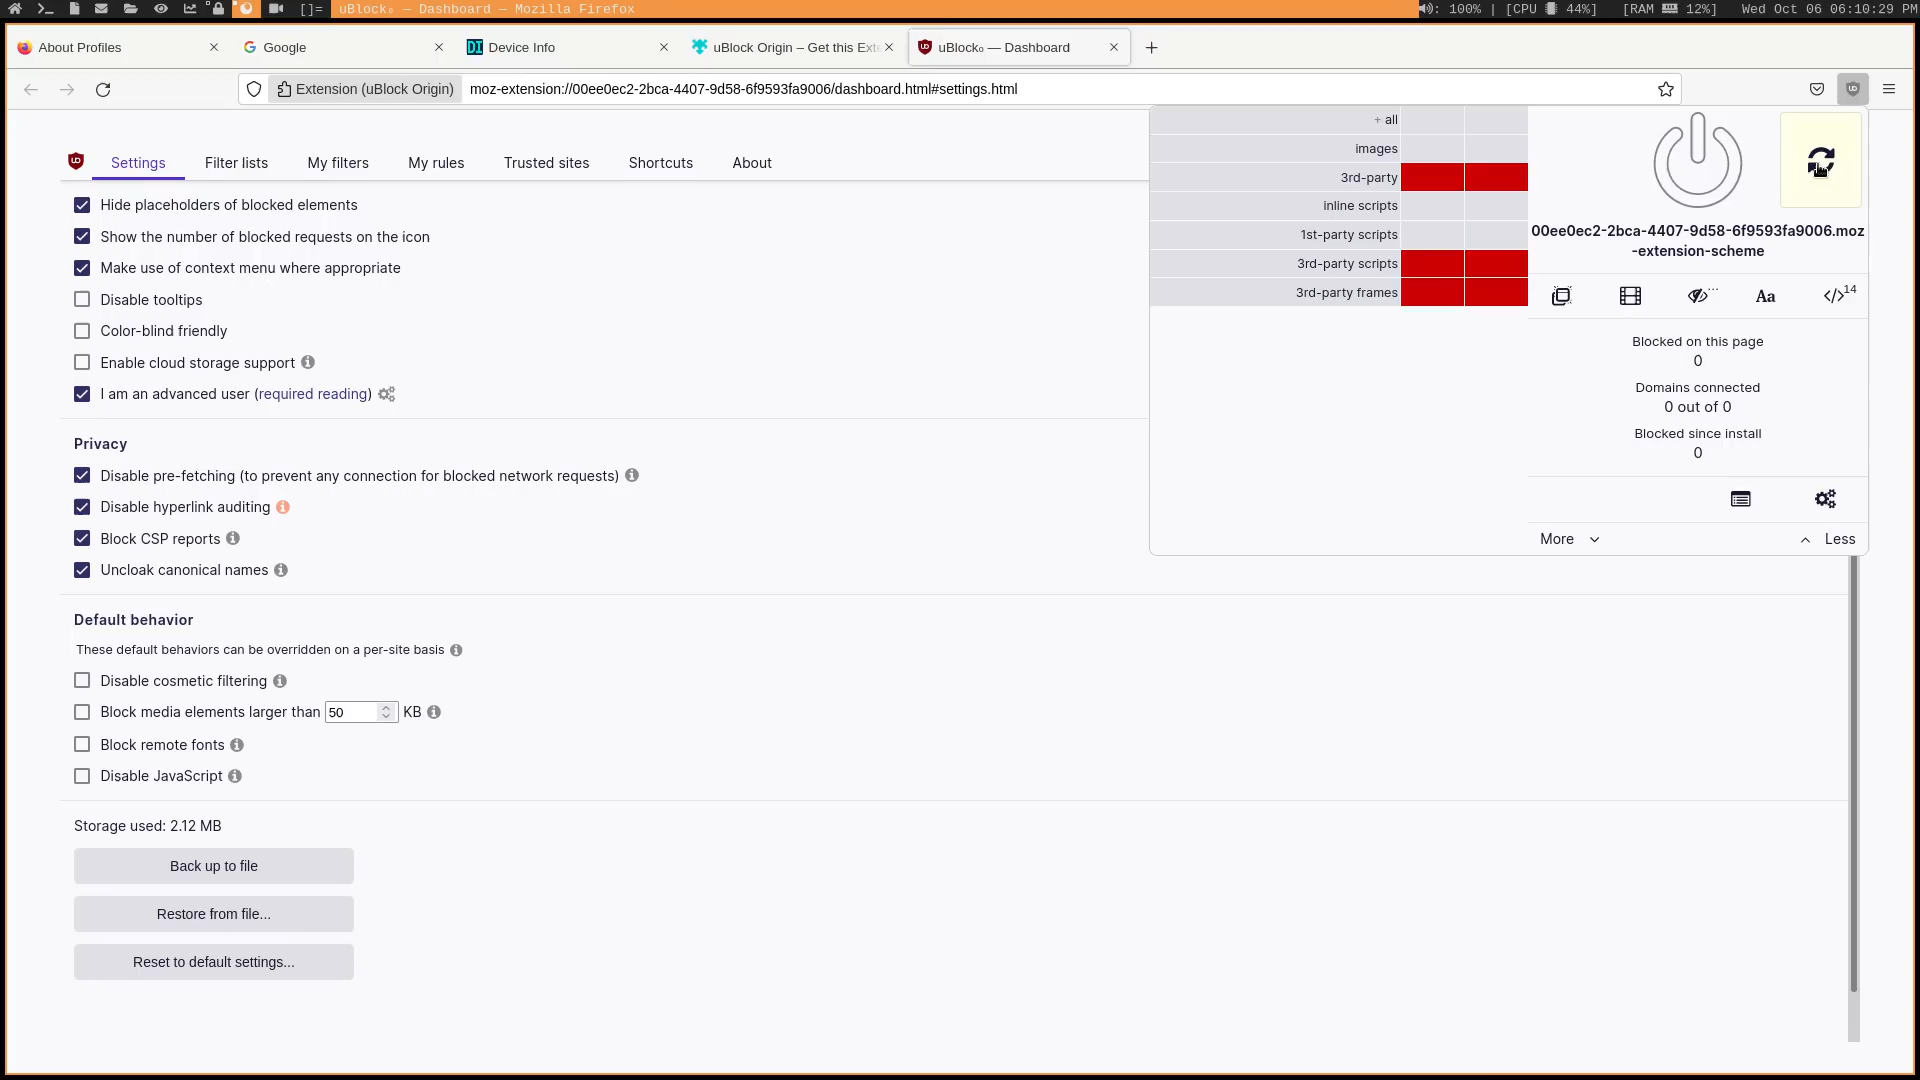 []= uBlock₀ — Dashboard — Mozilla Firefox : 100% | [CPU 44%] [RAM 12%] Wed Oct 06 06:10:29 PM
About Profiles Google Device Info uBlock Origin – Get this Exte uBlock₀ — Dashboard
Extension (uBlock Origin) moz-extension://00ee0ec2-2bca-4407-9d58-6f9593fa9006/dashboard.html#settings.html
Settings Filter lists My filters My rules Trusted sites Shortcuts About
Hide placeholders of blocked elements
Show the number of blocked requests on the icon
Make use of context menu where appropriate
Disable tooltips
Color-blind friendly
Enable cloud storage support
I am an advanced user (required reading)
Privacy
Disable pre-fetching (to prevent any connection for blocked network requests)
Disable hyperlink auditing
Block CSP reports
Uncloak canonical names
Default behavior
These default behaviors can be overridden on a per-site basis
Disable cosmetic filtering
Block media elements larger than 50 KB
Block remote fonts
Disable JavaScript
Storage used: 2.12 MB
Back up to file
Restore from file...
Reset to default settings...
+ all
images
3rd-party
inline scripts
1st-party scripts
3rd-party scripts
3rd-party frames
00ee0ec2-2bca-4407-9d58-6f9593fa9006.moz
-extension-scheme
Aa </> 14
Blocked on this page
0
Domains connected
0 out of 0
Blocked since install
0
More Less